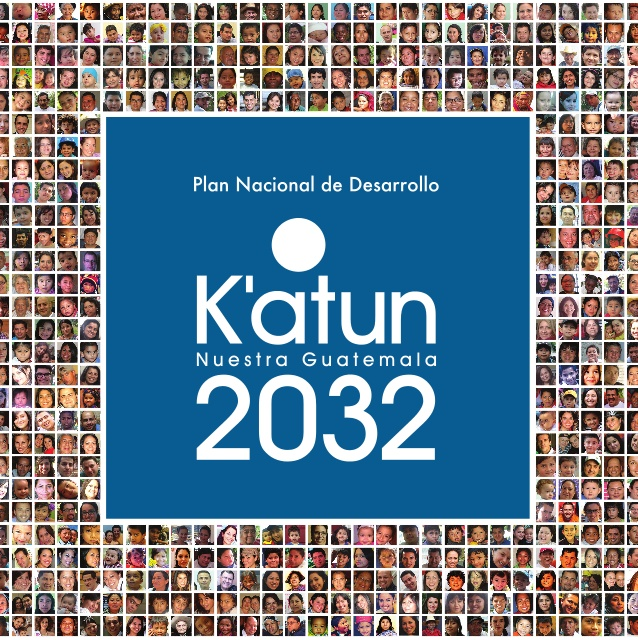 Plan Nacional de Desarrollo
K'atun
Nuestra Guatemala
2032